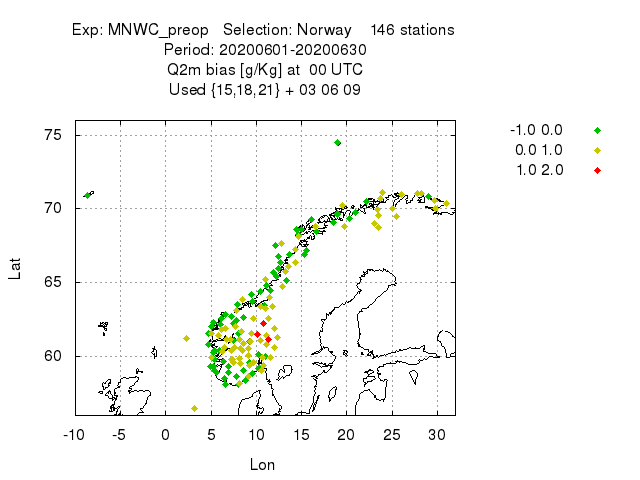 Exp: MNWC_preop   Selection: Norway    146 stations
Period: 20200601-20200630
Q2m bias [g/Kg] at  00 UTC
Used {15,18,21} + 03 06 09
-1.0 0.0
0.0 1.0
1.0 2.0
75
70
65
60
Lat
-10 -5 0 5 10 15 20 25 30
Lon